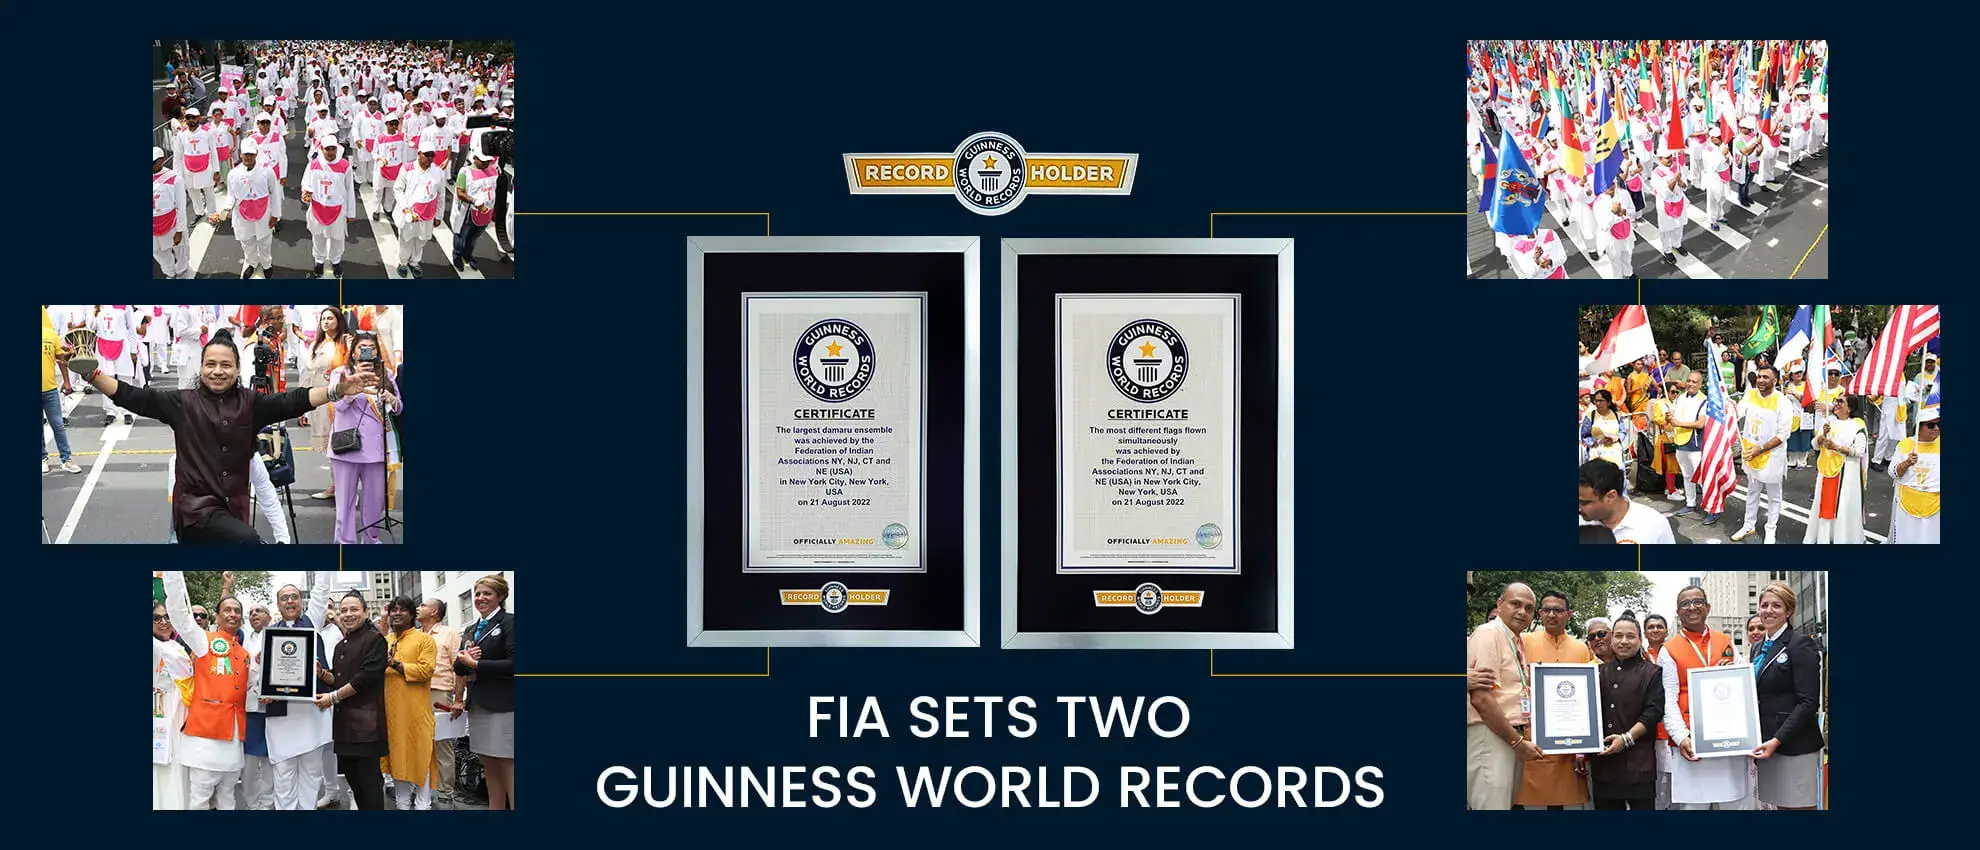 RECORD HOLDER
GUINNESS WORLD RECORDS
GUINNESS WORLD RECORDS
CERTIFICATE
The largest damaru ensemble
was achieved by the
Federation of Indian
Associations NY, NJ, CT and
NE (USA)
in New York City, New York,
USA
on 21 August 2022
OFFICIALLY AMAZING
RECORD HOLDER
GUINNESS WORLD RECORDS
CERTIFICATE
The most different flags flown
simultaneously
was achieved by
the Federation of Indian
Associations NY, NJ, CT and
NE (USA) in New York City,
New York, USA
on 21 August 2022
OFFICIALLY AMAZING
RECORD HOLDER
FIA SETS TWO
GUINNESS WORLD RECORDS